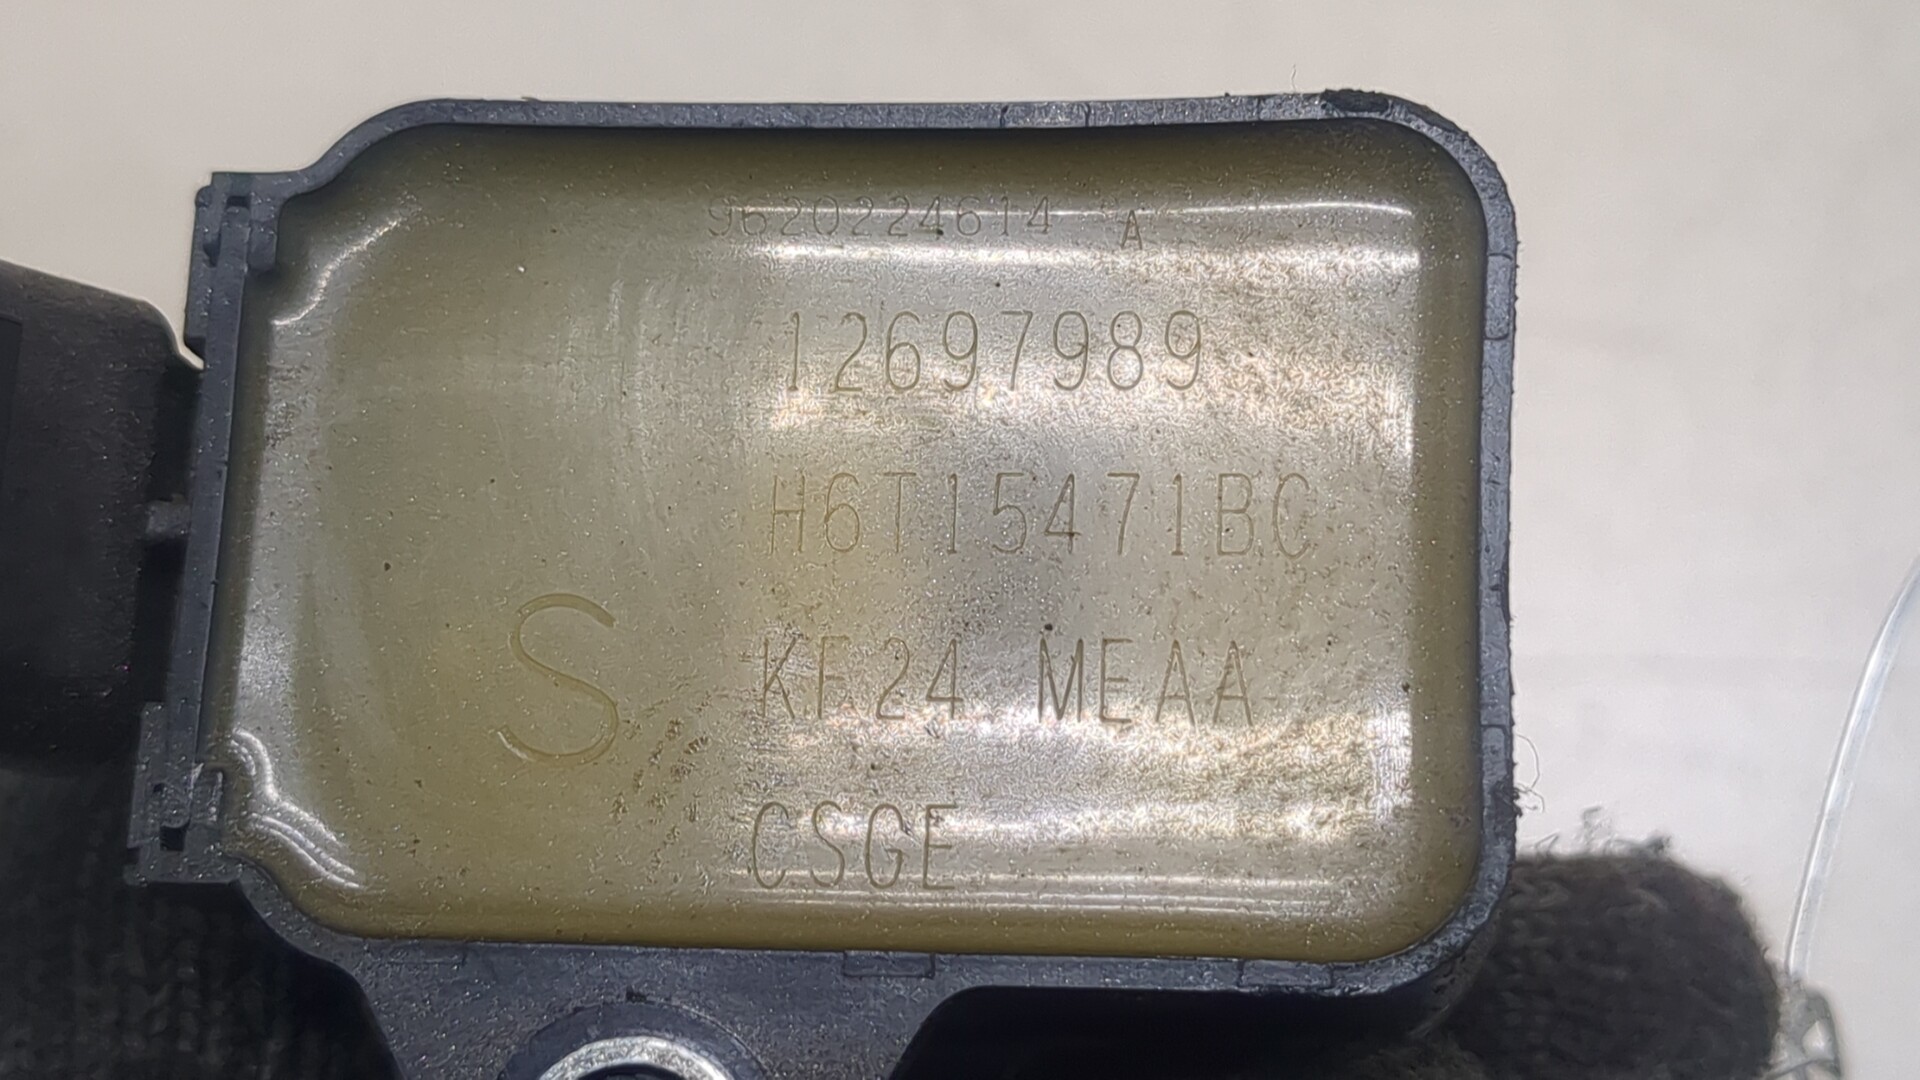 9620224614 A
12697989
H6T15471BC
S
KF24 MEAA
CSGE